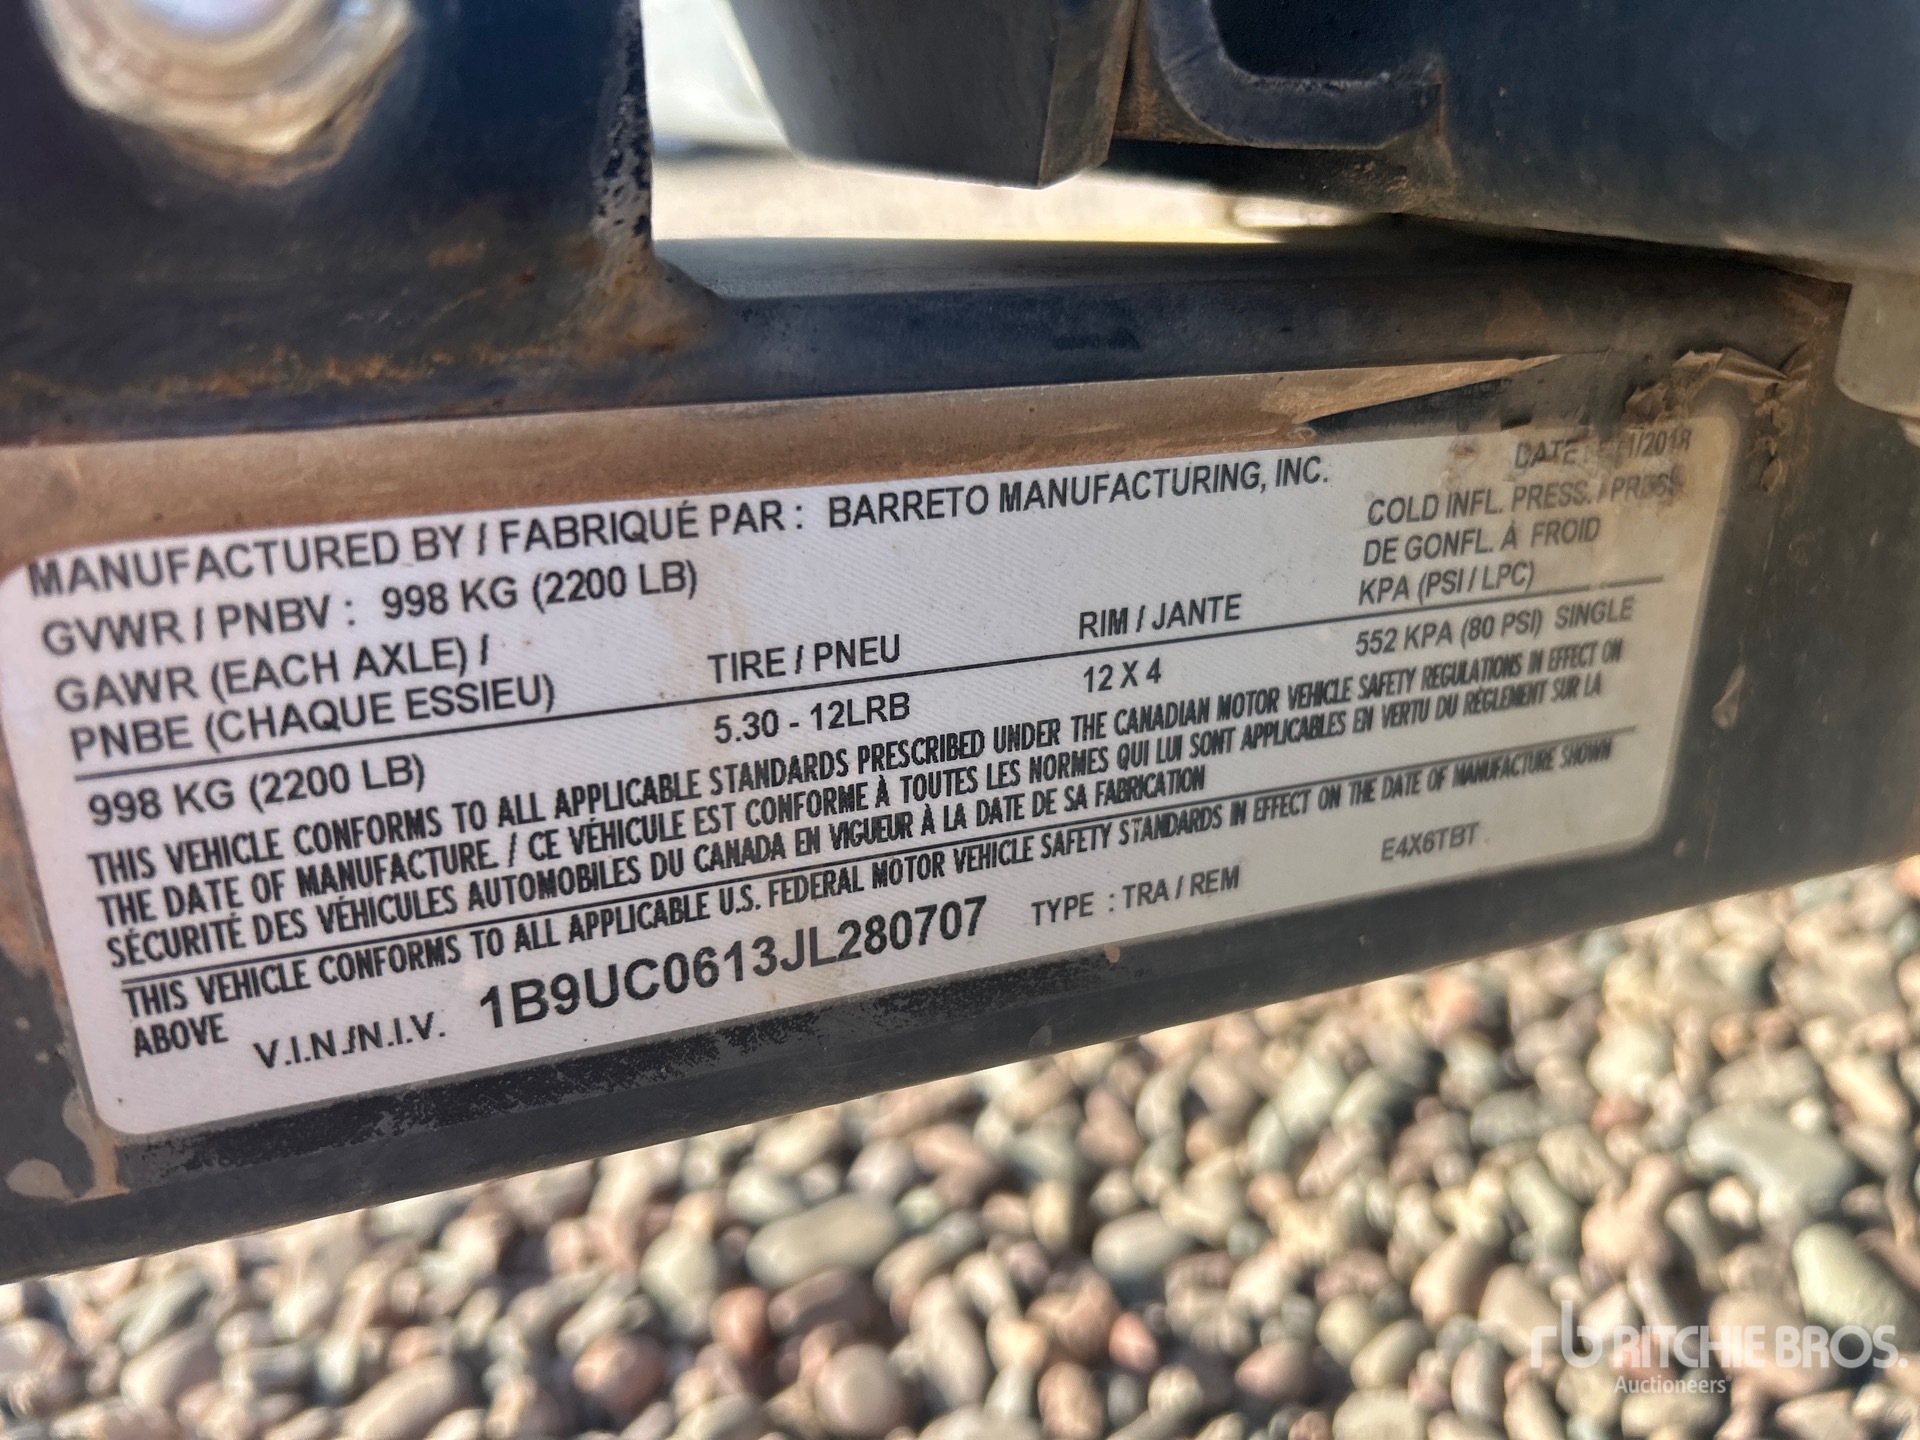 MANUFACTURED BY / FABRIQUÉ PAR : BARRETO MANUFACTURING, INC. DATE : 1/2018
GVWR / PNBV : 998 KG (2200 LB)
COLD INFL. PRESS. / PRESS.
DE GONFL. À FROID
KPA (PSI / LPC)
GAWR (EACH AXLE) /
PNBE (CHAQUE ESSIEU) TIRE / PNEU RIM / JANTE
998 KG (2200 LB) 5.30 - 12LRB 12 X 4 552 KPA (80 PSI) SINGLE
THIS VEHICLE CONFORMS TO ALL APPLICABLE STANDARDS PRESCRIBED UNDER THE CANADIAN MOTOR VEHICLE SAFETY REGULATIONS IN EFFECT ON
THE DATE OF MANUFACTURE. / CE VÉHICULE EST CONFORME À TOUTES LES NORMES QUI LUI SONT APPLICABLES EN VERTU DU RÈGLEMENT SUR LA
SÉCURITÉ DES VÉHICULES AUTOMOBILES DU CANADA EN VIGUEUR À LA DATE DE SA FABRICATION
THIS VEHICLE CONFORMS TO ALL APPLICABLE U.S. FEDERAL MOTOR VEHICLE SAFETY STANDARDS IN EFFECT ON THE DATE OF MANUFACTURE SHOWN
ABOVE
V.I.N./N.I.V. 1B9UC0613JL280707 TYPE : TRA / REM E4X6TBT
rb RITCHIE BROS.
Auctioneers